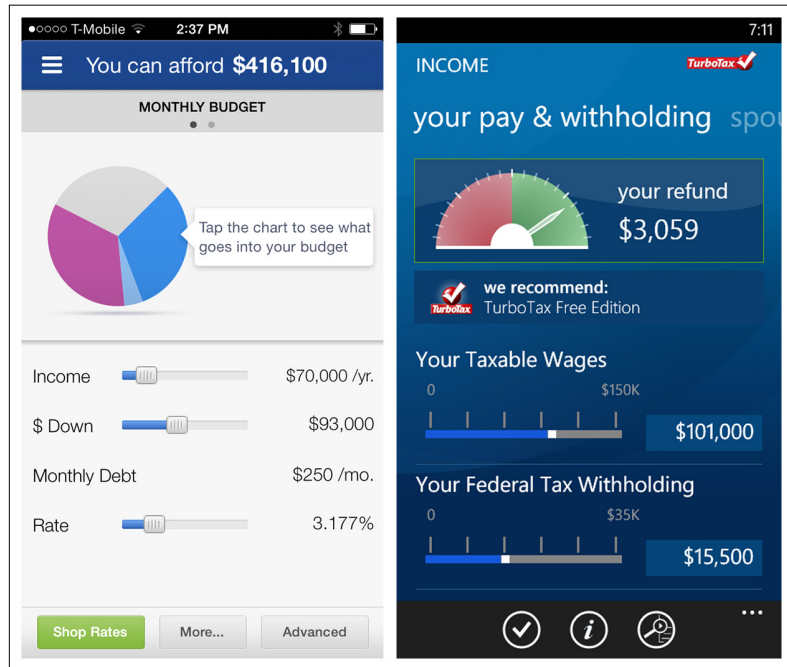 T-Mobile 2:37 PM
You can afford $416,100
MONTHLY BUDGET
Tap the chart to see what
goes into your budget
Income $70,000 /yr.
$ Down $93,000
Monthly Debt $250 /mo.
Rate 3.177%
Shop Rates More... Advanced
7:11
INCOME TurboTax
your pay & withholding spou
your refund
$3,059
we recommend:
TurboTax TurboTax Free Edition
Your Taxable Wages
0 $150K
$101,000
Your Federal Tax Withholding
0 $35K
$15,500
i
...